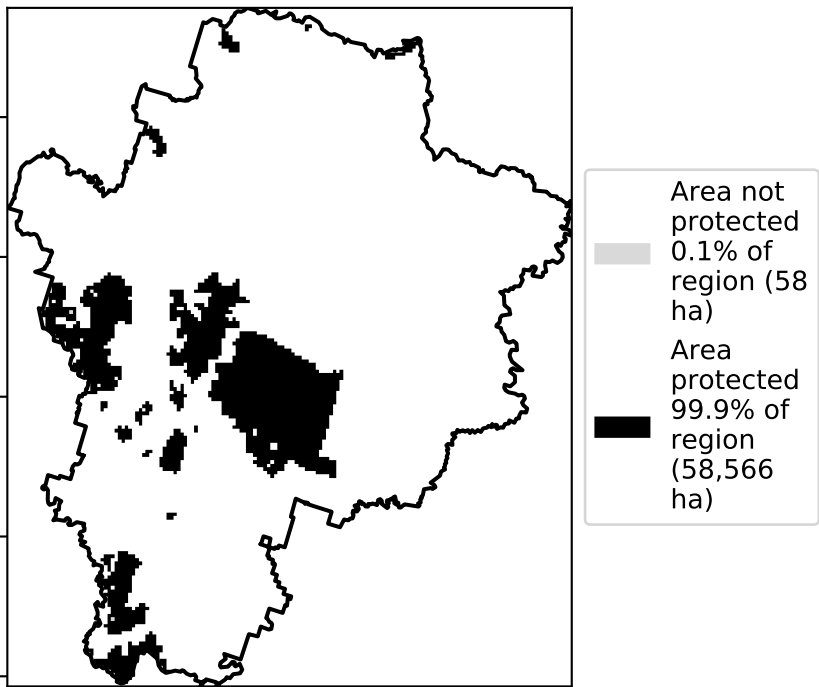 Area not
protected
0.1% of
region (58
ha)
Area
protected
99.9% of
region
(58,566
ha)